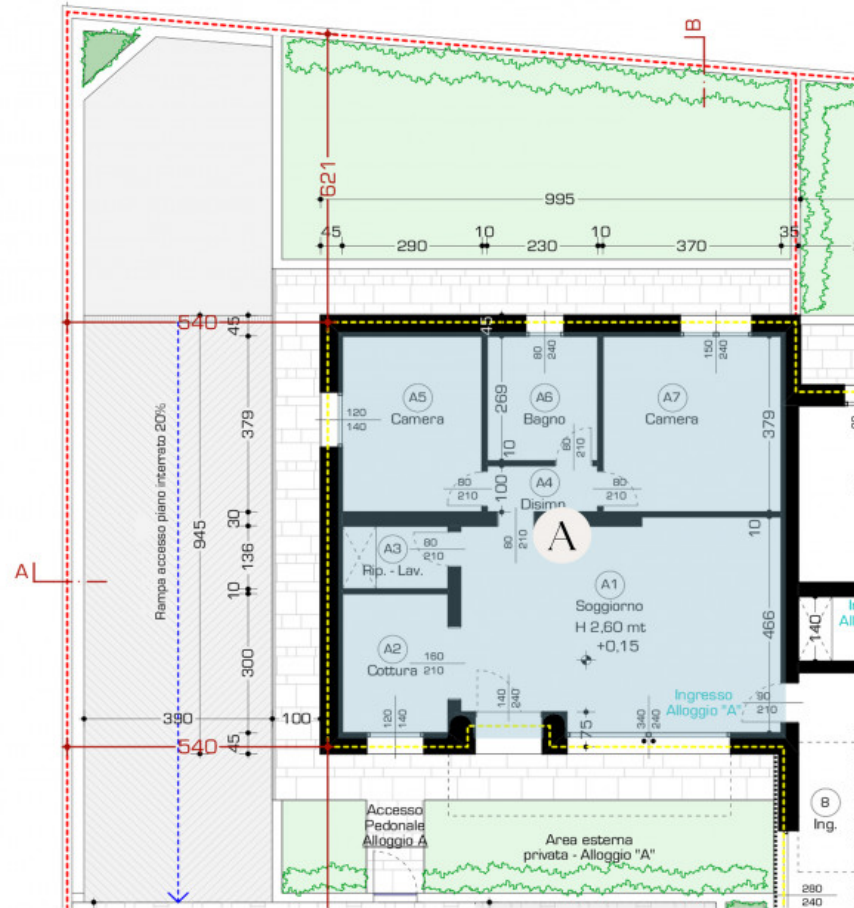 B
621
995
45
10
10
35
290
230
370
540
45
45
80
240
150
240
A5
Camera
A6
Bagno
A7
Camera
120
140
269
379
379
80
210
10
A4
Disimp.
80
210
100
80
210
Rampa accesso piano interrato 20%
945
30
80
210
A
10
A3
Rip. - Lav.
80
210
136
A
10
A1
Soggiorno
H 2,60 mt
+0,15
466
140
A2
Cottura
160
210
300
Ingresso
Alloggio "A"
90
210
140
240
120
140
75
340
240
390
100
540
45
B
Ing.
Accesso
Pedonale
Alloggio A
Area esterna
privata - Alloggio "A"
280
240